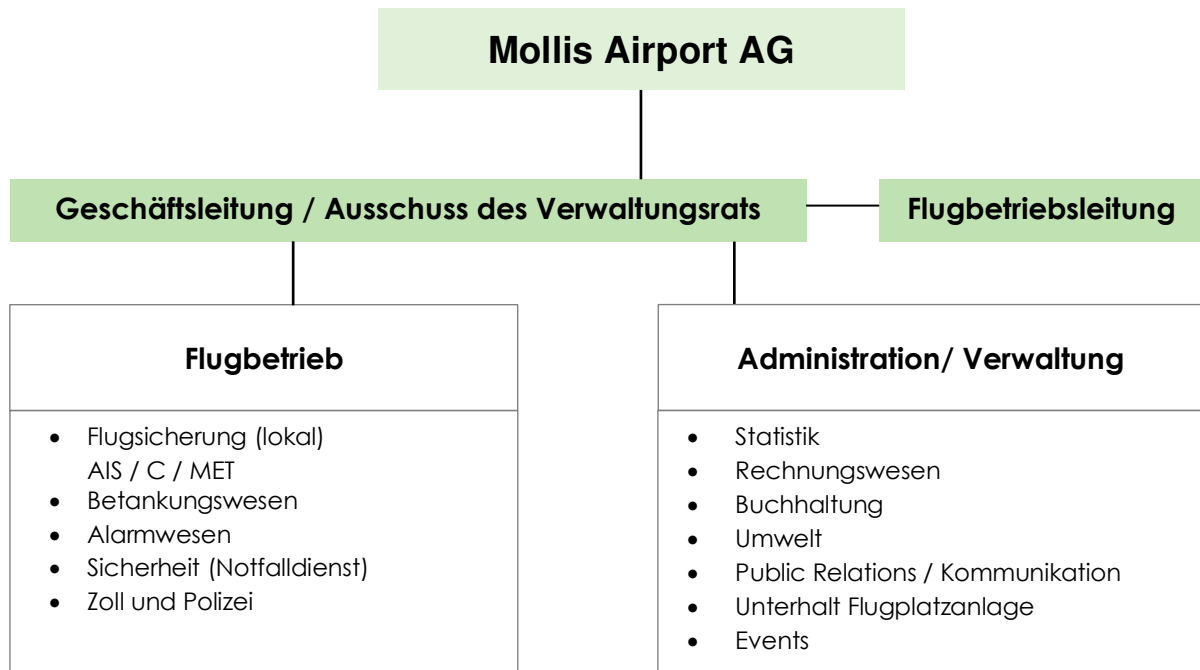 Mollis Airport AG
Geschäftsleitung / Ausschuss des Verwaltungsrats
Flugbetriebsleitung
Flugbetrieb
• Flugsicherung (lokal)
AIS / C / MET
• Betankungswesen
• Alarmwesen
• Sicherheit (Notfalldienst)
• Zoll und Polizei
Administration/ Verwaltung
• Statistik
• Rechnungswesen
• Buchhaltung
• Umwelt
• Public Relations / Kommunikation
• Unterhalt Flugplatzanlage
• Events